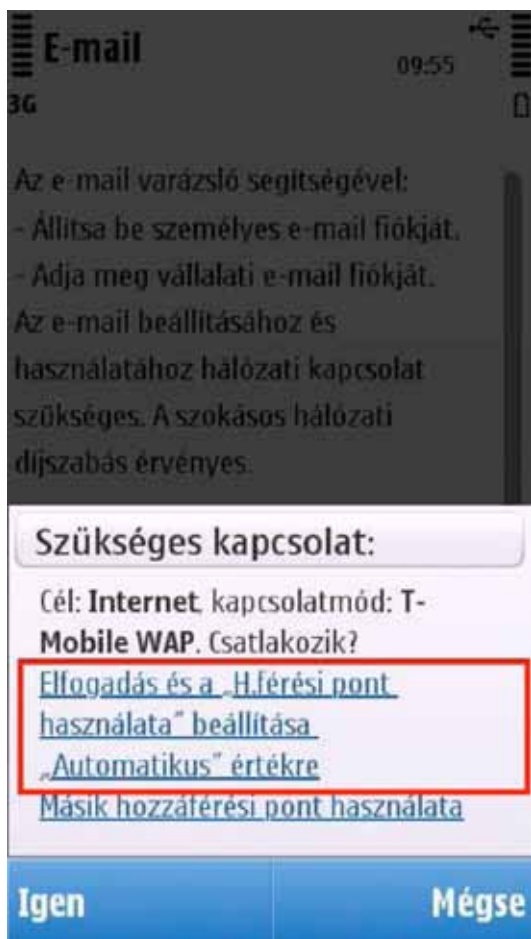 E-mail
09:55
3G
Az e-mail varázsló segítségével:
- Állítsa be személyes e-mail fiókját.
- Adja meg vállalati e-mail fiókját.
Az e-mail beállításához és
használatához hálózati kapcsolat
szükséges. A szokásos hálózati
díjszabás érvényes.
Szükséges kapcsolat:
Cél: Internet, kapcsolatmód: T-
Mobile WAP. Csatlakozik?
Elfogadás és a „H.férési pont
használata” beállítása
„Automatikus” értékre
Másik hozzáférési pont használata
Igen
Mégse